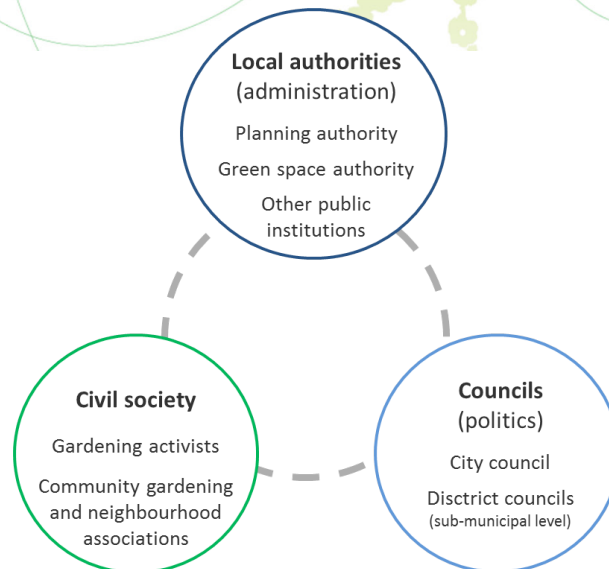 Local authorities
(administration)
Planning authority
Green space authority
Other public
institutions
Civil society
Gardening activists
Community gardening
and neighbourhood
associations
Councils
(politics)
City council
Disctrict councils
(sub-municipal level)